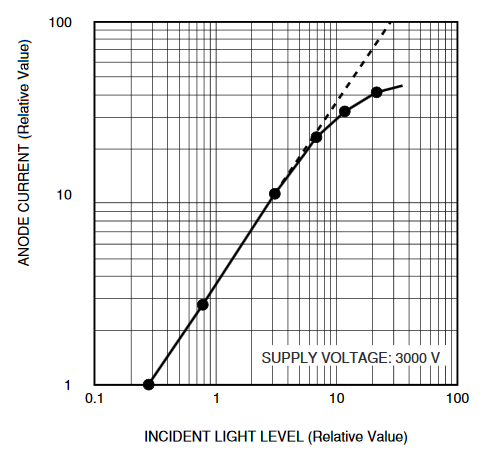 100
10
1
ANODE CURRENT (Relative Value)
SUPPLY VOLTAGE: 3000 V
0.1
1
10
100
INCIDENT LIGHT LEVEL (Relative Value)